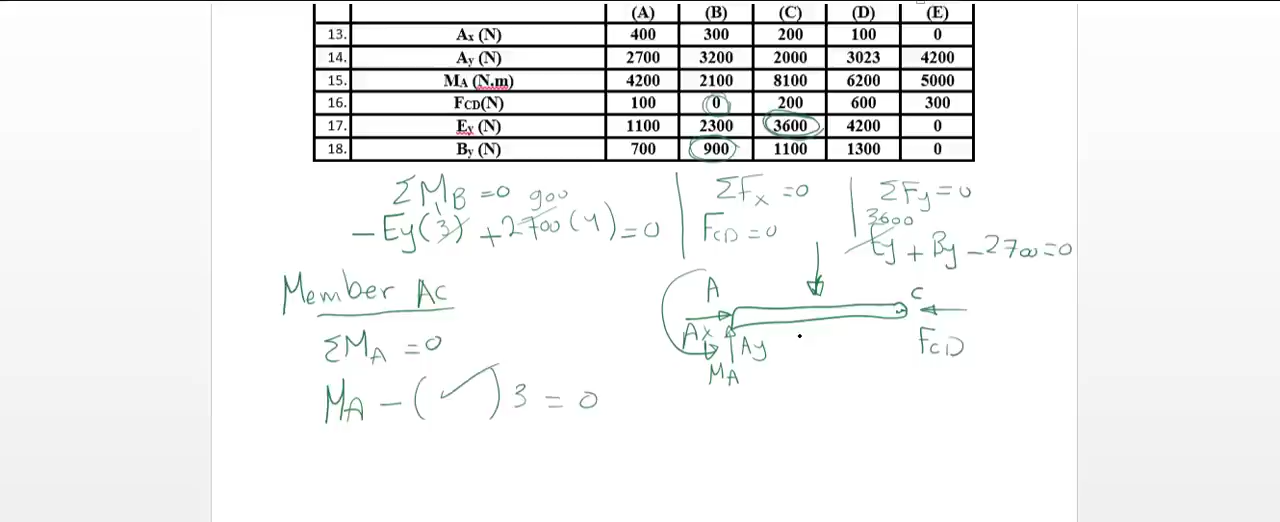 (A) (B) (C) (D) (E)
13. Ax (N) 400 300 200 100 0
14. Ay (N) 2700 3200 2000 3023 4200
15. MA (N.m) 4200 2100 8100 6200 5000
16. FCD(N) 100 0 200 600 300
17. Ey (N) 1100 2300 3600 4200 0
18. By (N) 700 900 1100 1300 0
ΣMB = 0
900
- Ey(3) + 2700 (4) = 0
ΣFx = 0
FCD = 0
ΣFy = 0
3600
Ey + By - 2700 = 0
Member AC
ΣMA = 0
MA - ( ) 3 = 0
A C
Ax Ay FCD
MA